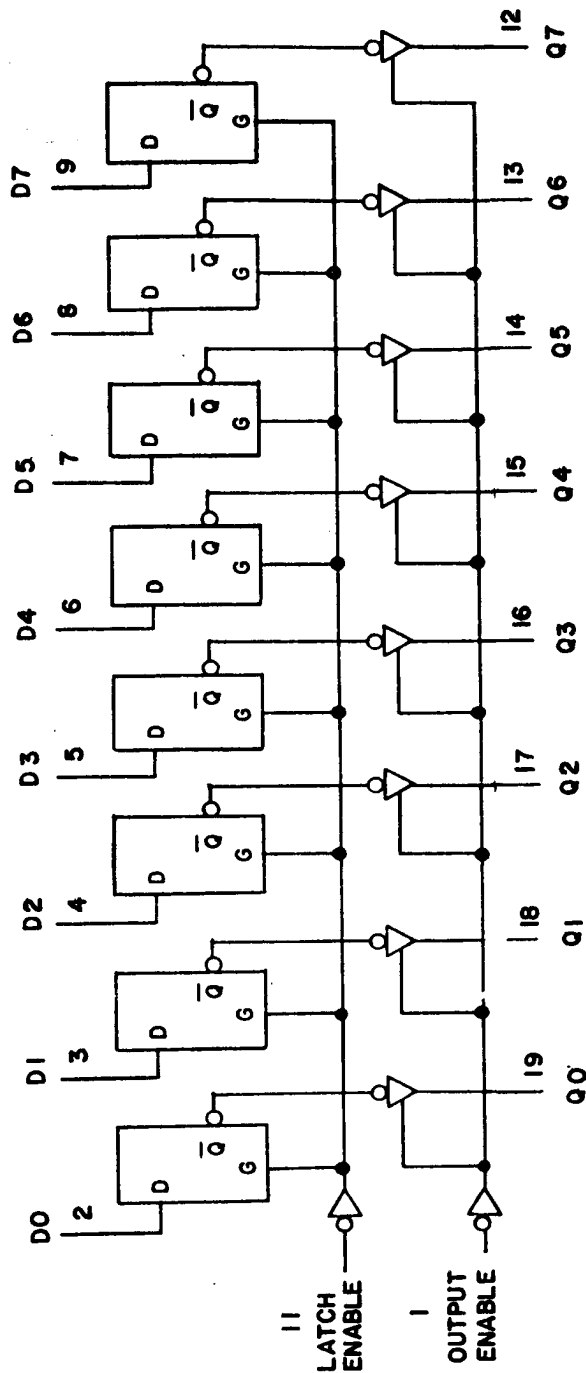 D0 D1 D2 D3 D4 D5 D6 D7
2 3 4 5 6 7 8 9
D D D D D D D D
Q̅ Q̅ Q̅ Q̅ Q̅ Q̅ Q̅ Q̅
G G G G G G G G
11
LATCH
ENABLE
1
OUTPUT
ENABLE
19 18 17 16 15 14 13 12
Q0 Q1 Q2 Q3 Q4 Q5 Q6 Q7